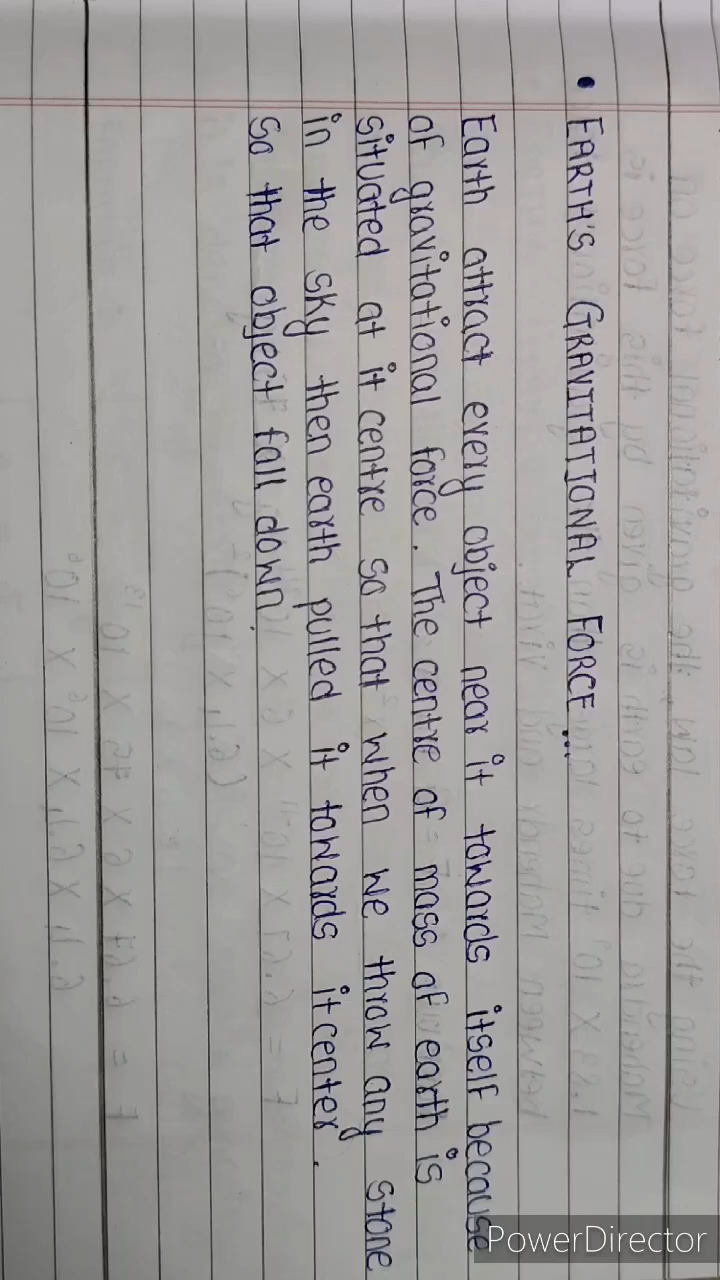 • EARTH'S GRAVITATIONAL FORCE...
Earth attract every object near it towards itself because
of gravitational force. The centre of mass of earth is
situated at it centre so that when we throw any stone
in the sky then earth pulled it towards it center.
So that object fall down.
PowerDirector